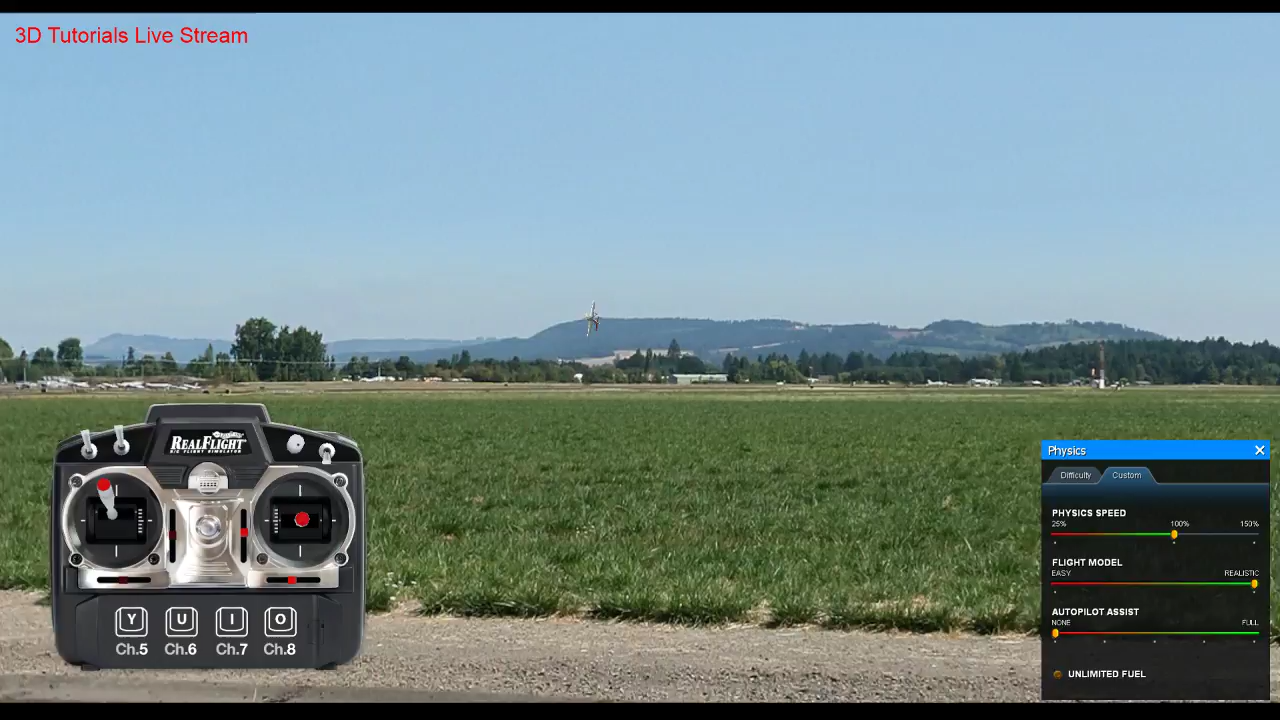 3D Tutorials Live Stream
REALFLIGHT
R/C FLIGHT SIMULATOR
Y U I O
Ch.5 Ch.6 Ch.7 Ch.8
Physics
Difficulty Custom
PHYSICS SPEED
25% 100% 150%
FLIGHT MODEL
EASY REALISTIC
AUTOPILOT ASSIST
NONE FULL
UNLIMITED FUEL